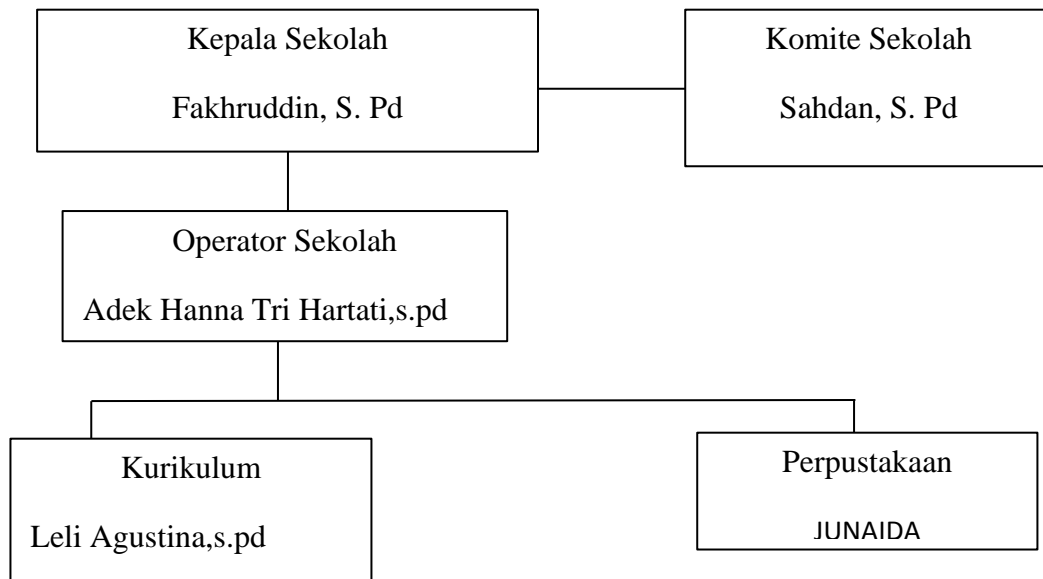 Kepala Sekolah
Fakhruddin, S. Pd
Komite Sekolah
Sahdan, S. Pd
Operator Sekolah
Adek Hanna Tri Hartati,s.pd
Kurikulum
Leli Agustina,s.pd
Perpustakaan
JUNAIDA